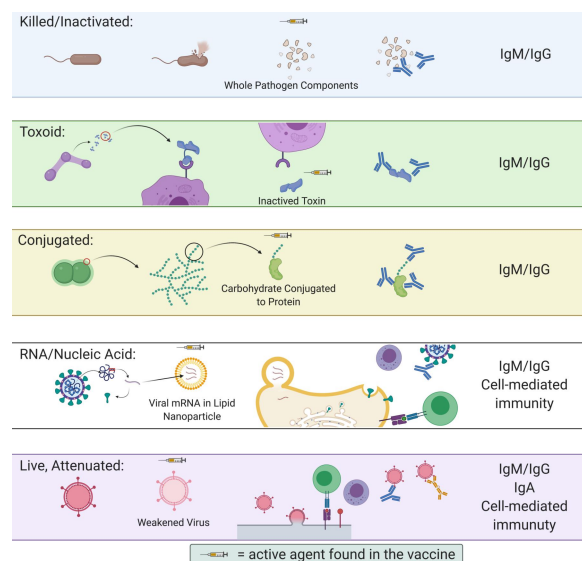 Killed/Inactivated:
Whole Pathogen Components
IgM/IgG
Toxoid:
Inactived Toxin
IgM/IgG
Conjugated:
Carbohydrate Conjugated
to Protein
IgM/IgG
RNA/Nucleic Acid:
Viral mRNA in Lipid
Nanoparticle
IgM/IgG
Cell-mediated
immunity
Live, Attenuated:
Weakened Virus
IgM/IgG
IgA
Cell-mediated
immunuty
= active agent found in the vaccine